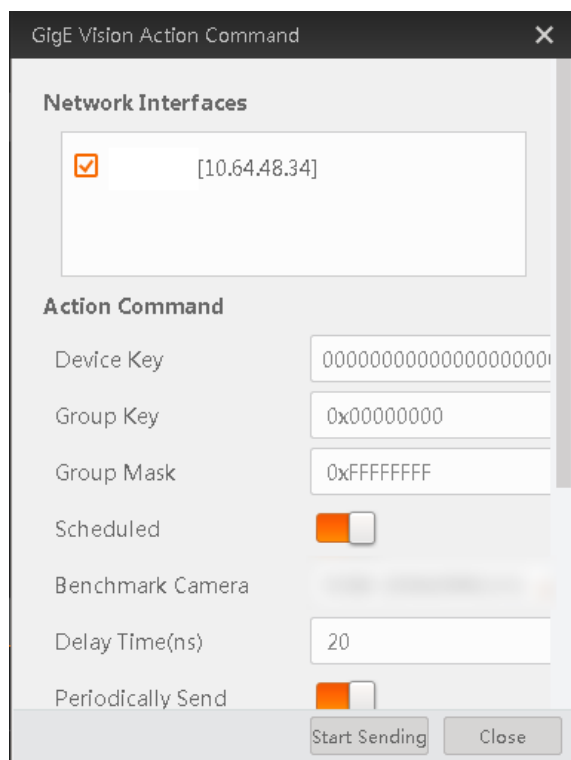 GigE Vision Action Command
Network Interfaces
[10.64.48.34]
Action Command
Device Key
Group Key 0x00000000
Group Mask 0xFFFFFFFF
Scheduled
Benchmark Camera
Delay Time(ns) 20
Periodically Send
Start Sending Close